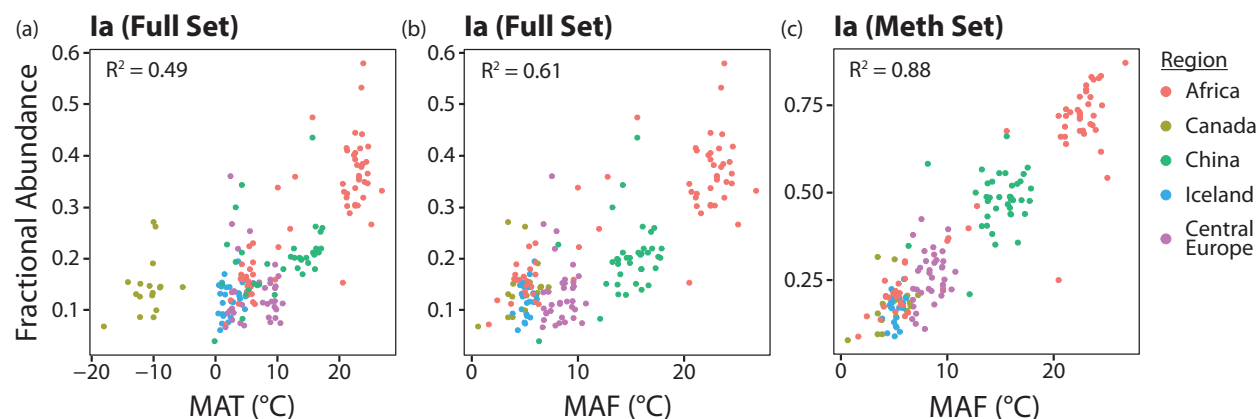 (a) Ia (Full Set)
(b) Ia (Full Set)
(c) Ia (Meth Set)
Fractional Abundance
0.6
0.5
0.4
0.3
0.2
0.1
R² = 0.49
−20 −10 0 10 20
MAT (°C)
0.6
0.5
0.4
0.3
0.2
0.1
R² = 0.61
0 10 20
MAF (°C)
0.75
0.50
0.25
R² = 0.88
0 10 20
MAF (°C)
Region
Africa
Canada
China
Iceland
Central
Europe